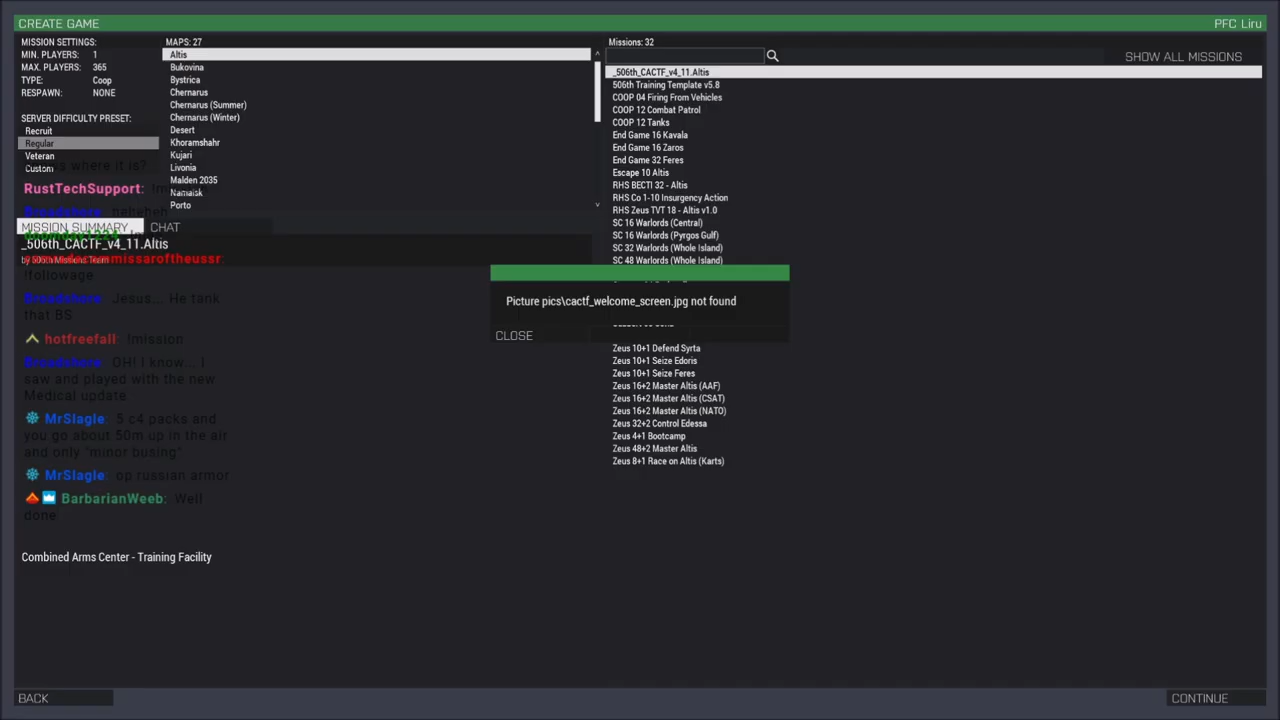 CREATE GAME
PFC Liru
MISSION SETTINGS:
MIN. PLAYERS: 1
MAX. PLAYERS: 365
TYPE: Coop
RESPAWN: NONE
SERVER DIFFICULTY PRESET:
Recruit
Regular
Veteran
Custom
MAPS: 27
Altis
Bukovina
Bystrica
Chernarus
Chernarus (Summer)
Chernarus (Winter)
Desert
Khoramshahr
Kujari
Livonia
Malden 2035
Namalsk
Porto
Missions: 32
SHOW ALL MISSIONS
_506th_CACTF_v4_11.Altis
506th Training Template v5.8
COOP 04 Firing From Vehicles
COOP 12 Combat Patrol
COOP 12 Tanks
End Game 16 Kavala
End Game 16 Zaros
End Game 32 Feres
Escape 10 Altis
RHS BECTI 32 - Altis
RHS Co 1-10 Insurgency Action
RHS Zeus TVT 18 - Altis v1.0
SC 16 Warlords (Central)
SC 16 Warlords (Pyrgos Gulf)
SC 32 Warlords (Whole Island)
SC 48 Warlords (Whole Island)
Zeus 10+1 Defend Syrta
Zeus 10+1 Seize Edoris
Zeus 10+1 Seize Feres
Zeus 16+2 Master Altis (AAF)
Zeus 16+2 Master Altis (CSAT)
Zeus 16+2 Master Altis (NATO)
Zeus 32+2 Control Edessa
Zeus 4+1 Bootcamp
Zeus 48+2 Master Altis
Zeus 8+1 Race on Altis (Karts)
Picture pics\cactf_welcome_screen.jpg not found
CLOSE
where it is?
RustTechSupport:
MISSION SUMMARY
CHAT
_506th_CACTF_v4_11.Altis
by 506th Missions Team
!followage
Jesus... He tank
that BS
hotfreefall: !mission
OH! I know... I
saw and played with the new
Medical update
MrSlagle: 5 c4 packs and
you go about 50m up in the air
and only "minor busing"
MrSlagle: op russian armor
BarbarianWeeb: Well
done
Combined Arms Center - Training Facility
BACK
CONTINUE